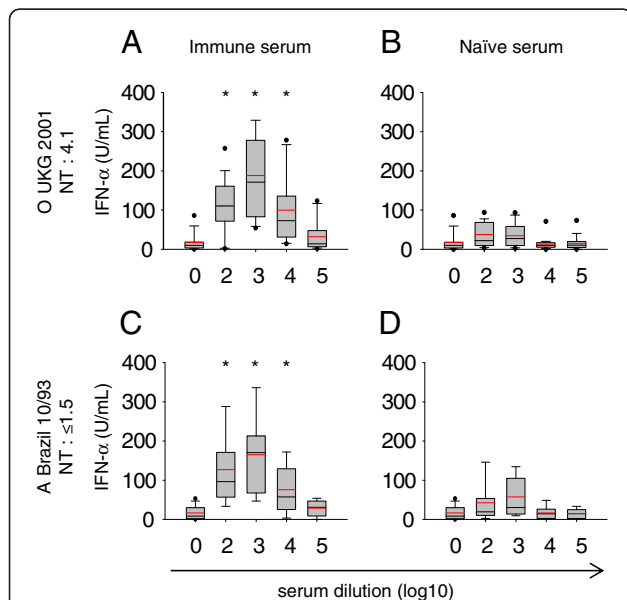 A
Immune serum
B
Naïve serum
O UKG 2001
NT : 4.1
IFN-α (U/mL)
400
300
200
100
0
* * *
0 2 3 4 5
400
300
200
100
0
0 2 3 4 5
C
D
A Brazil 10/93
NT : ≤1.5
IFN-α (U/mL)
400
300
200
100
0
* * *
0 2 3 4 5
400
300
200
100
0
0 2 3 4 5
serum dilution (log10)